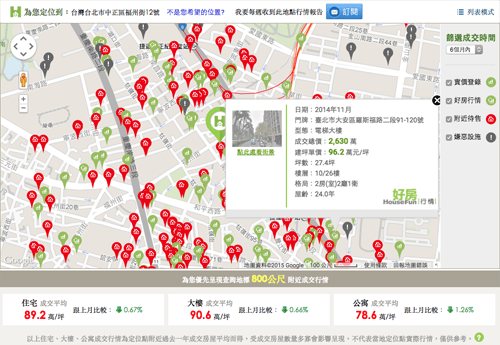 為您定位到：台灣台北市中正區福州街12號 不是您希望的位置? 我要每週收到此地點行情報告 訂閱 列表模式
篩選成交時間
6個月內
實價登錄
好房行情
附近待售
嫌惡設施
日期：2014年11月
門牌：臺北市大安區羅斯福路二段91-120號
型態：電梯大樓
成交總價：2,630 萬
建坪單價：96.2 萬元/坪
坪數：27.4坪
樓層：10/26樓
格局：2房(室)2廳1衛
屋齡：24.0年
點此處看街景
好房
HouseFun 行情
和平西路
Google
地圖資料©2015 Google 100 公尺 使用條款 回報地圖錯誤
為您優先呈現查詢地標 800公尺 附近成交行情
住宅 成交平均
89.2 萬/坪 跟上月比較： 0.67%
大樓 成交平均
90.6 萬/坪 跟上月比較： 0.66%
公寓 成交平均
78.6 萬/坪 跟上月比較： 1.26%
以上住宅、大樓、公寓成交行情為定位點附近過去一年成交房屋平均而得，受成交房屋數量多寡會影響呈現，不代表當地定位點實際行情，僅供參考。